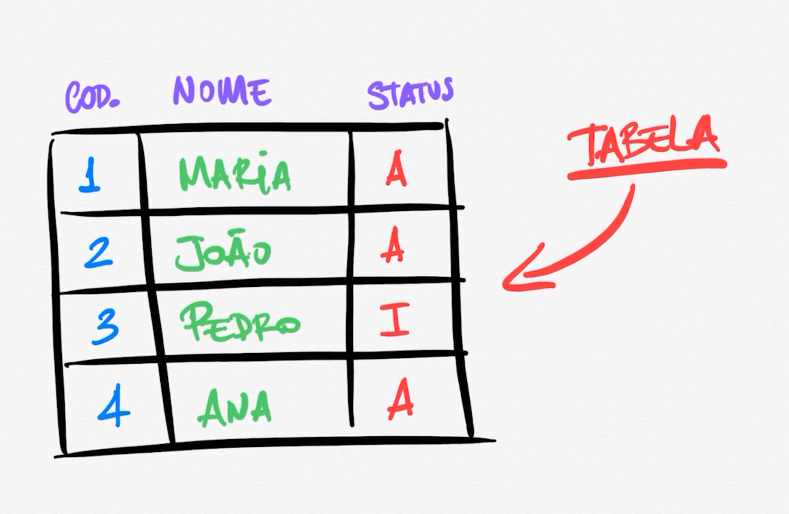 COD. NOME STATUS
TABELA
1 MARiA A
2 JOÃO A
3 PEDRO I
4 ANA A